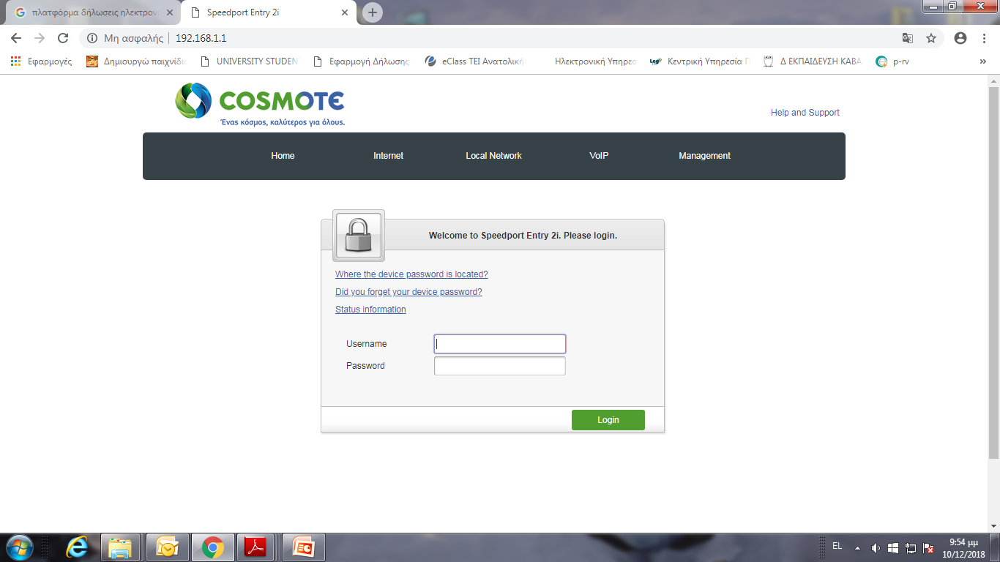 πλατφόρμα δήλωσεις ηλεκτρον
Speedport Entry 2i
Μη ασφαλής
192.168.1.1
Εφαρμογές
Δημιουργώ παιχνίδι
UNIVERSITY STUDEN
Εφαρμογή Δήλωσης
eClass ΤΕΙ Ανατολική
Ηλεκτρονική Υπηρεσ
Κεντρική Υπηρεσία Γ
Δ ΕΚΠΑΙΔΕΥΣΗ ΚΑΒΑ
p-rv
»
COSMOTE
Ένας κόσμος, καλύτερος για όλους.
Help and Support
Home
Internet
Local Network
VoIP
Management
Welcome to Speedport Entry 2i. Please login.
Where the device password is located?
Did you forget your device password?
Status information
Username
Password
Login
EL
9:54 μμ
10/12/2018